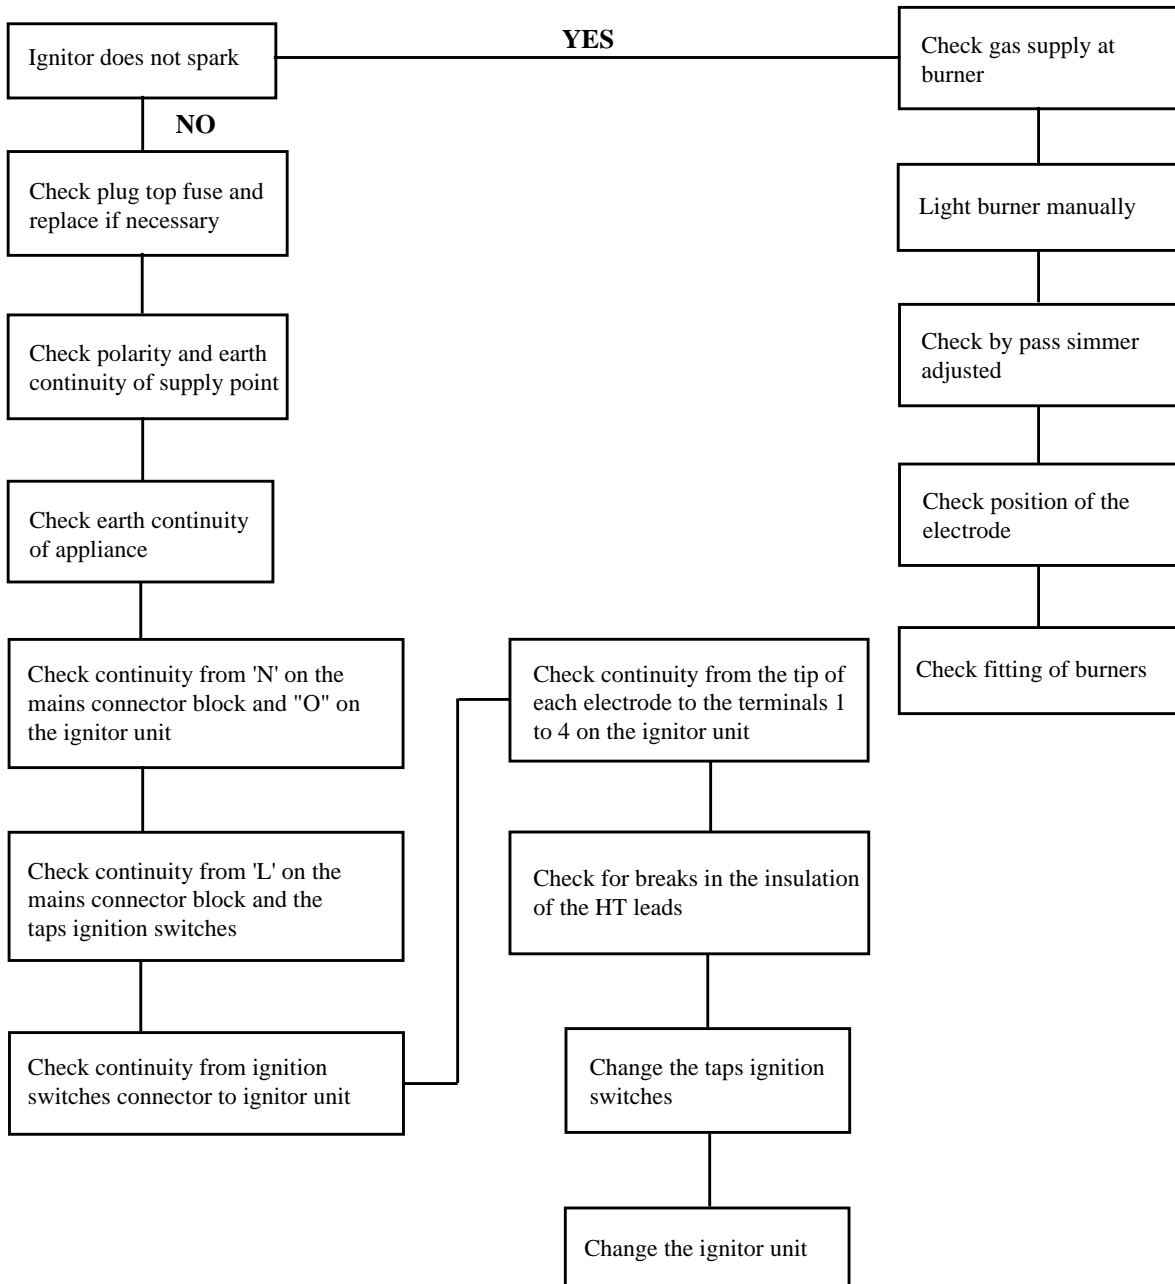 Ignitor does not spark
YES
Check gas supply at
burner
NO
Check plug top fuse and
replace if necessary
Light burner manually
Check polarity and earth
continuity of supply point
Check by pass simmer
adjusted
Check earth continuity
of appliance
Check position of the
electrode
Check continuity from 'N' on the
mains connector block and "O" on
the ignitor unit
Check fitting of burners
Check continuity from 'L' on the
mains connector block and the
taps ignition switches
Check continuity from ignition
switches connector to ignitor unit
Check continuity from the tip of
each electrode to the terminals 1
to 4 on the ignitor unit
Check for breaks in the insulation
of the HT leads
Change the taps ignition
switches
Change the ignitor unit